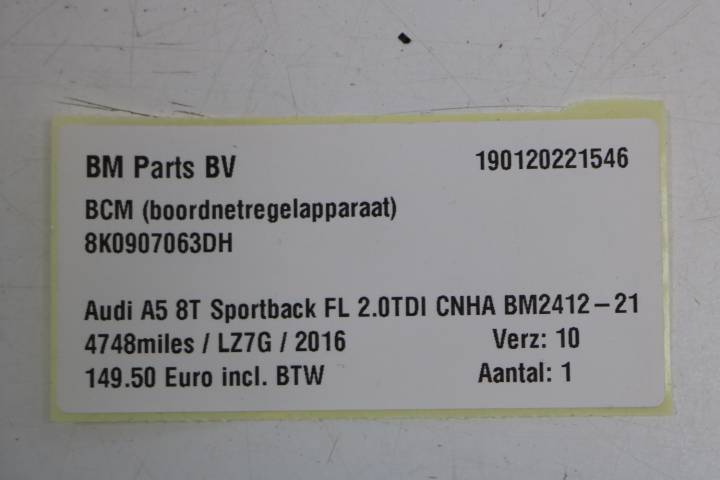 BM Parts BV 190120221546
BCM (boordnetregelapparaat)
8K0907063DH
Audi A5 8T Sportback FL 2.0TDI CNHA BM2412-21
4748miles / LZ7G / 2016 Verz: 10
149.50 Euro incl. BTW Aantal: 1